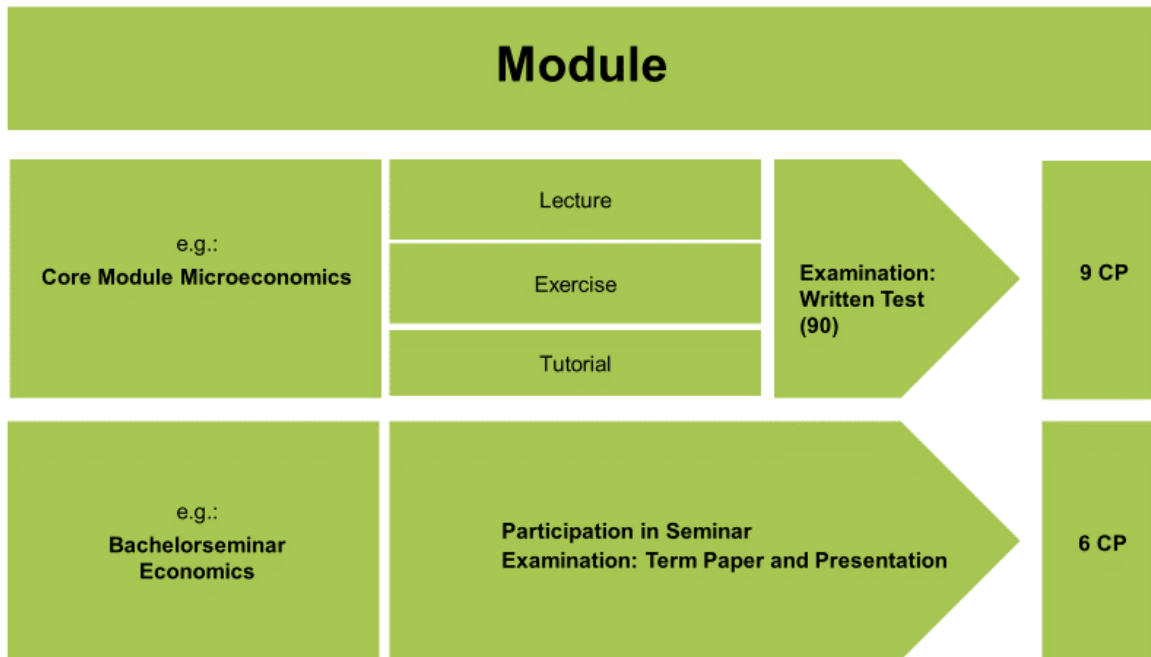 Module
e.g.:
Core Module Microeconomics
Lecture
Exercise
Tutorial
Examination:
Written Test
(90)
9 CP
e.g.:
Bachelorseminar
Economics
Participation in Seminar
Examination: Term Paper and Presentation
6 CP